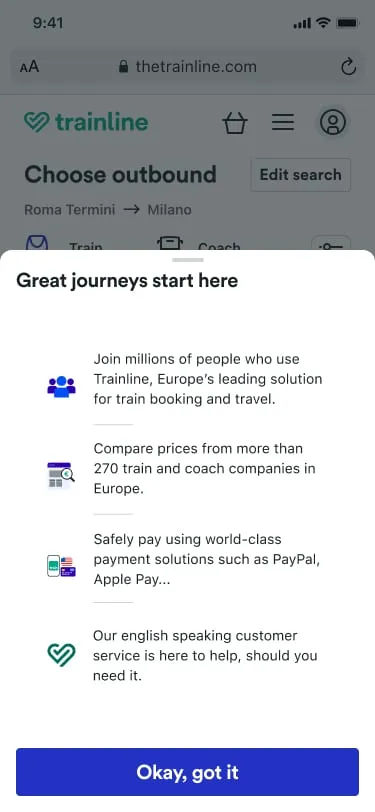 9:41
AA thetrainline.com
trainline
Choose outbound Edit search
Roma Termini → Milano
Train Coach
Great journeys start here
Join millions of people who use
Trainline, Europe's leading solution
for train booking and travel.
Compare prices from more than
270 train and coach companies in
Europe.
Safely pay using world-class
payment solutions such as PayPal,
Apple Pay...
Our english speaking customer
service is here to help, should you
need it.
Okay, got it